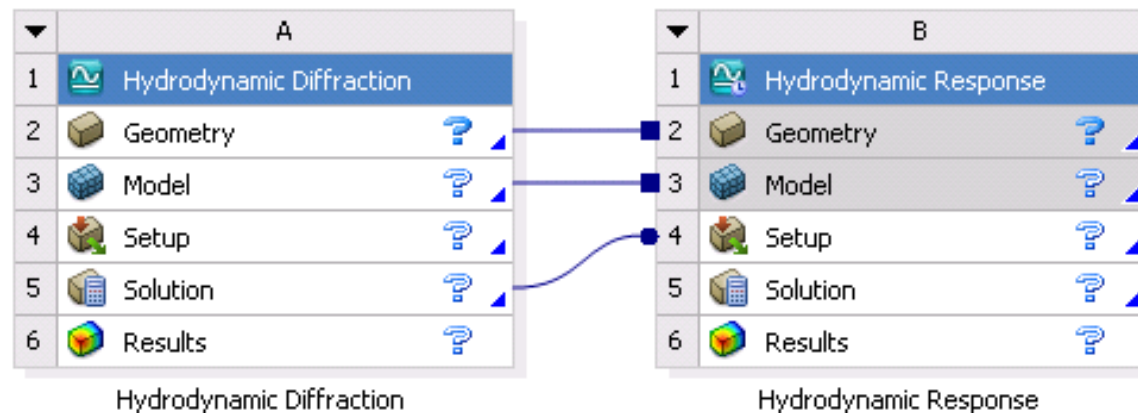 A
1 Hydrodynamic Diffraction
2 Geometry ?
3 Model ?
4 Setup ?
5 Solution ?
6 Results ?
Hydrodynamic Diffraction
B
1 Hydrodynamic Response
2 Geometry ?
3 Model ?
4 Setup ?
5 Solution ?
6 Results ?
Hydrodynamic Response